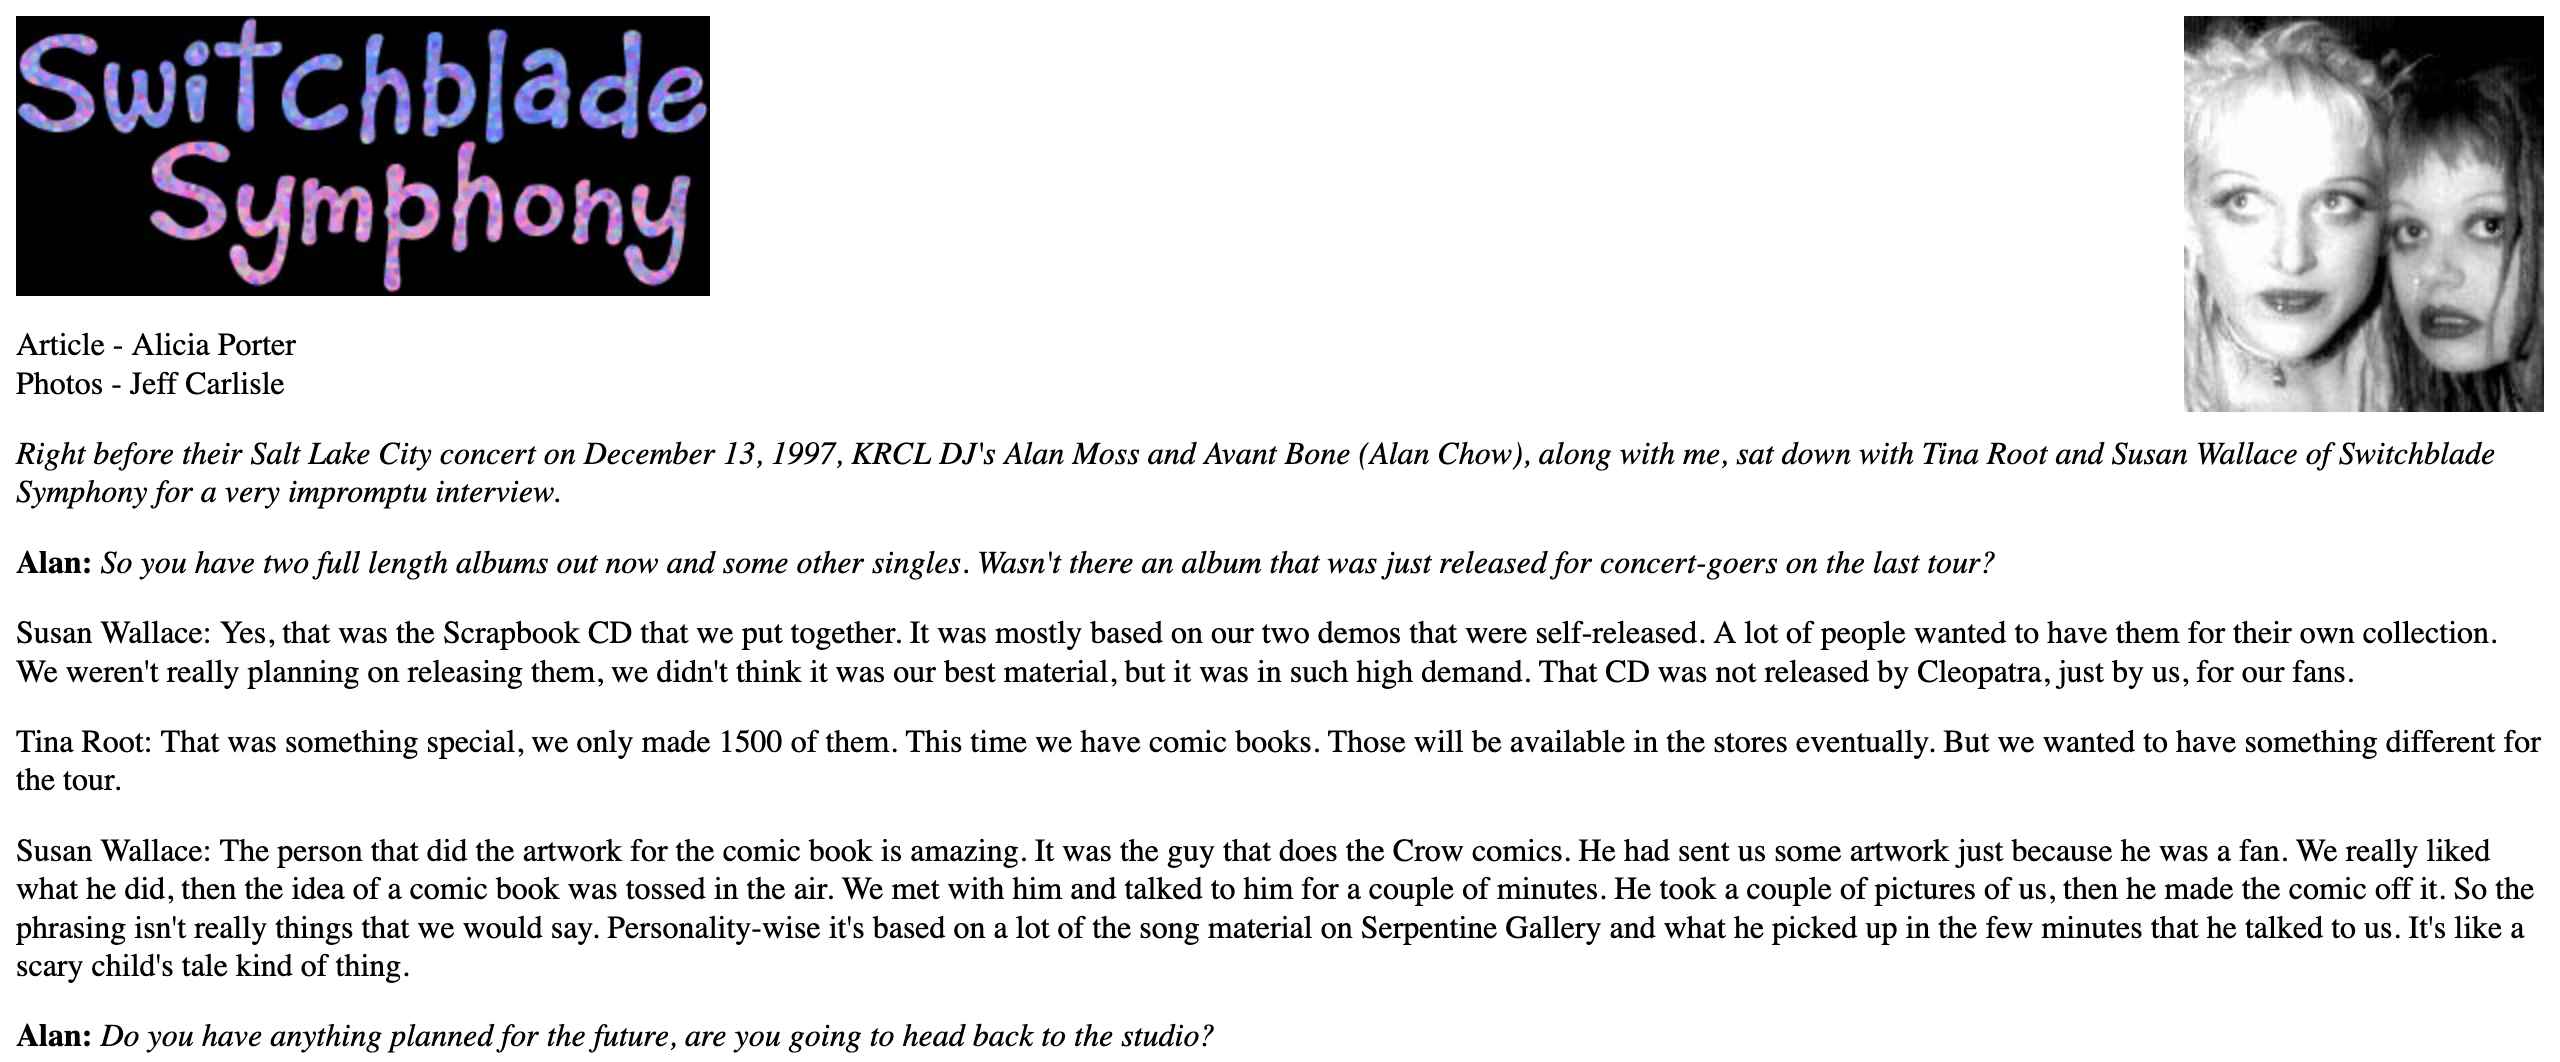 Switchblade
Symphony
Article - Alicia Porter
Photos - Jeff Carlisle
Right before their Salt Lake City concert on December 13, 1997, KRCL DJ's Alan Moss and Avant Bone (Alan Chow), along with me, sat down with Tina Root and Susan Wallace of Switchblade
Symphony for a very impromptu interview.
Alan: So you have two full length albums out now and some other singles. Wasn't there an album that was just released for concert-goers on the last tour?
Susan Wallace: Yes, that was the Scrapbook CD that we put together. It was mostly based on our two demos that were self-released. A lot of people wanted to have them for their own collection.
We weren't really planning on releasing them, we didn't think it was our best material, but it was in such high demand. That CD was not released by Cleopatra, just by us, for our fans.
Tina Root: That was something special, we only made 1500 of them. This time we have comic books. Those will be available in the stores eventually. But we wanted to have something different for
the tour.
Susan Wallace: The person that did the artwork for the comic book is amazing. It was the guy that does the Crow comics. He had sent us some artwork just because he was a fan. We really liked
what he did, then the idea of a comic book was tossed in the air. We met with him and talked to him for a couple of minutes. He took a couple of pictures of us, then he made the comic off it. So the
phrasing isn't really things that we would say. Personality-wise it's based on a lot of the song material on Serpentine Gallery and what he picked up in the few minutes that he talked to us. It's like a
scary child's tale kind of thing.
Alan: Do you have anything planned for the future, are you going to head back to the studio?